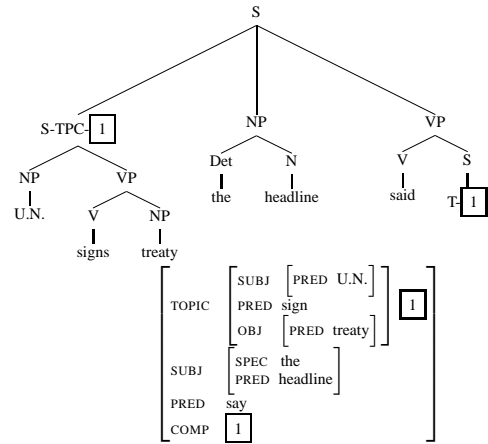 S
S-TPC- 1 NP VP
NP VP Det N V S
U.N. V NP the headline said T- 1
signs treaty
SUBJ PRED U.N.
TOPIC PRED sign 1
OBJ PRED treaty
SUBJ SPEC the
PRED headline
PRED say
COMP 1